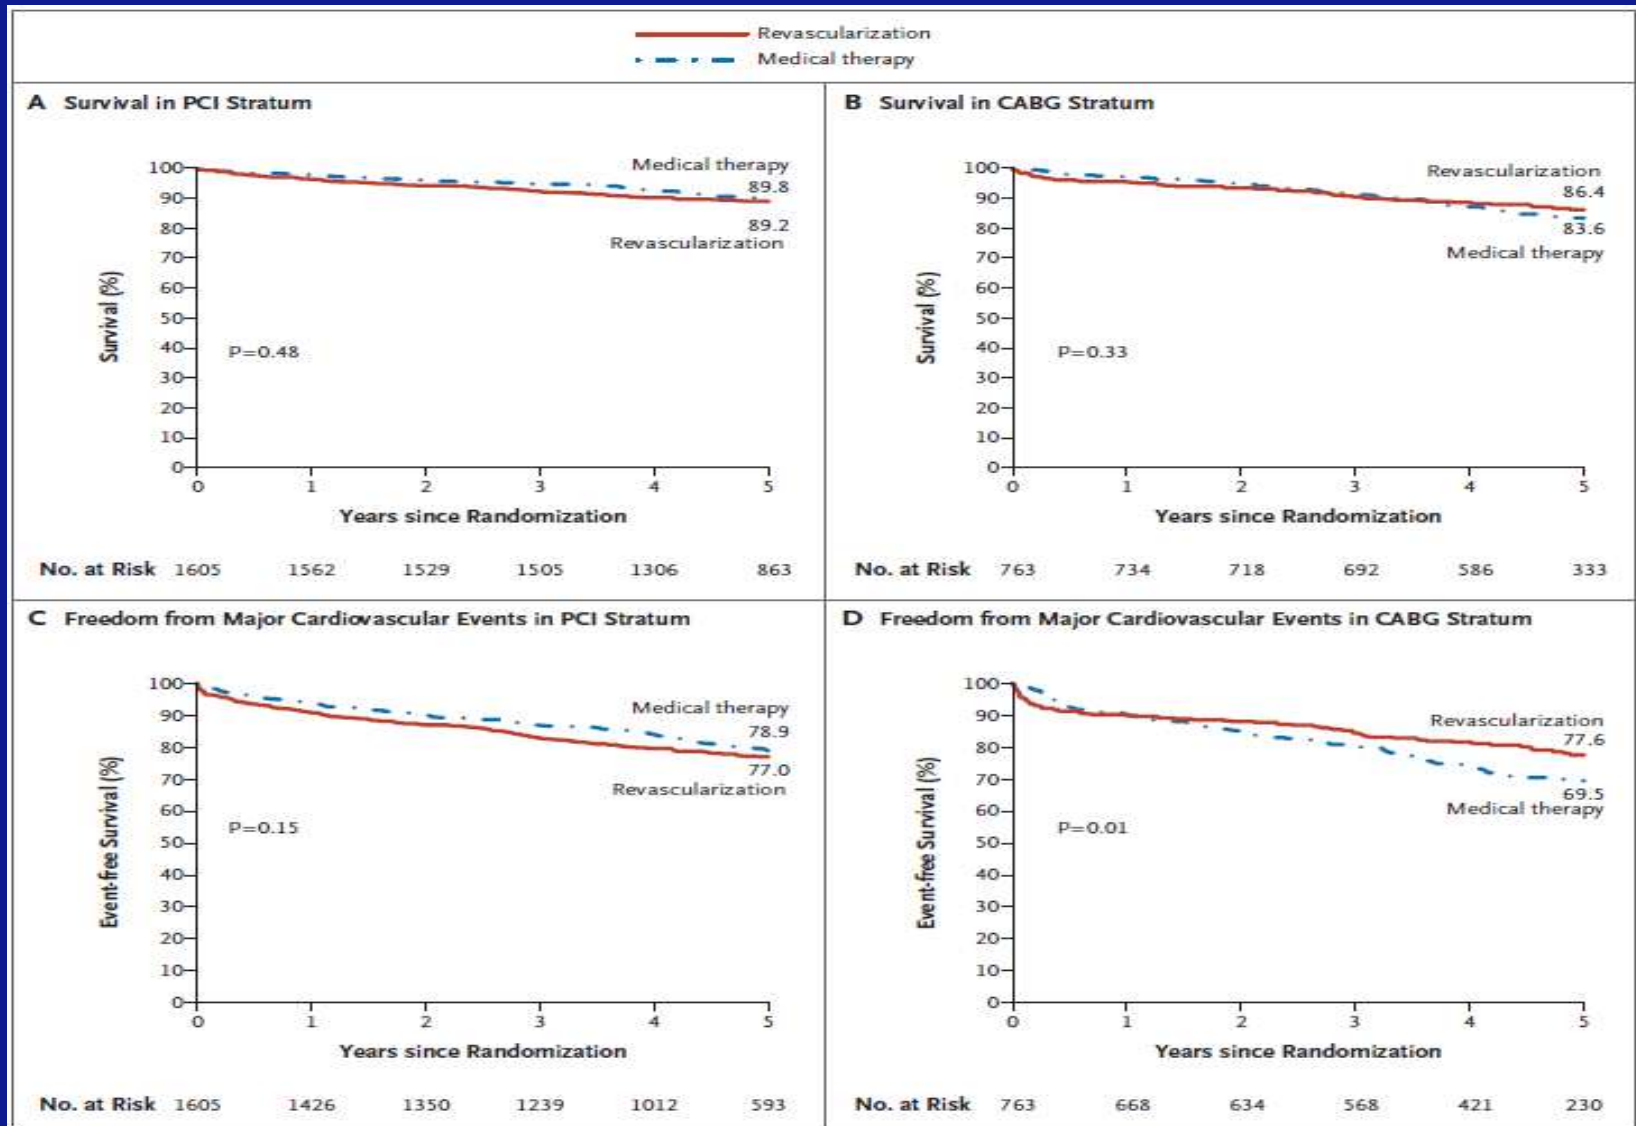 Revascularization
Medical therapy
A Survival in PCI Stratum
100
90
80
70
60
50
40
30
20
10
0
Survival (%)
Medical therapy
89.8
89.2
Revascularization
P=0.48
0 1 2 3 4 5
Years since Randomization
No. at Risk 1605 1562 1529 1505 1306 863
B Survival in CABG Stratum
100
90
80
70
60
50
40
30
20
10
0
Survival (%)
Revascularization
86.4
83.6
Medical therapy
P=0.33
0 1 2 3 4 5
Years since Randomization
No. at Risk 763 734 718 692 586 333
C Freedom from Major Cardiovascular Events in PCI Stratum
100
90
80
70
60
50
40
30
20
10
0
Event-free Survival (%)
Medical therapy
78.9
77.0
Revascularization
P=0.15
0 1 2 3 4 5
Years since Randomization
No. at Risk 1605 1426 1350 1239 1012 593
D Freedom from Major Cardiovascular Events in CABG Stratum
100
90
80
70
60
50
40
30
20
10
0
Event-free Survival (%)
Revascularization
77.6
69.5
Medical therapy
P=0.01
0 1 2 3 4 5
Years since Randomization
No. at Risk 763 668 634 568 421 230